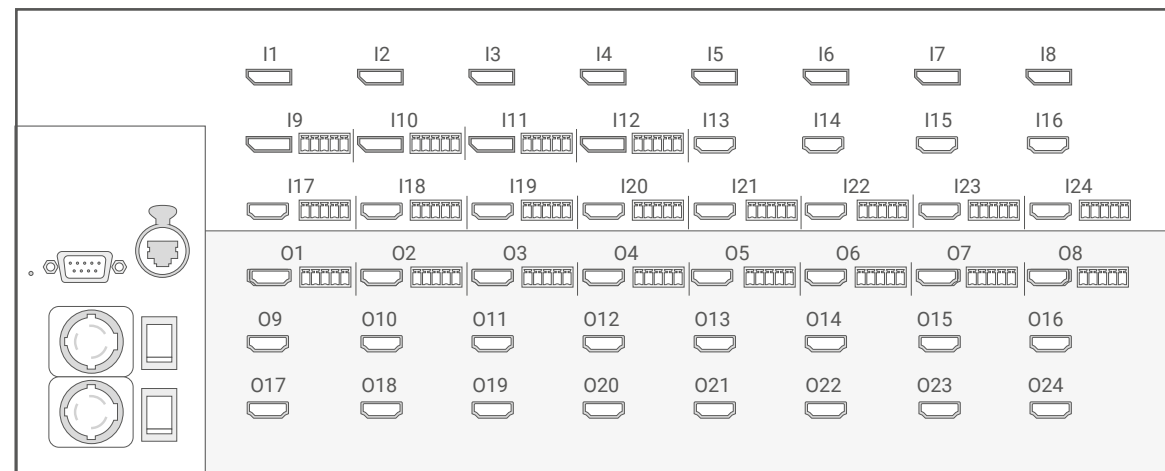 I1 I2 I3 I4 I5 I6 I7 I8
I9 I10 I11 I12 I13 I14 I15 I16
I17 I18 I19 I20 I21 I22 I23 I24
O1 O2 O3 O4 O5 O6 O7 O8
O9 O10 O11 O12 O13 O14 O15 O16
O17 O18 O19 O20 O21 O22 O23 O24